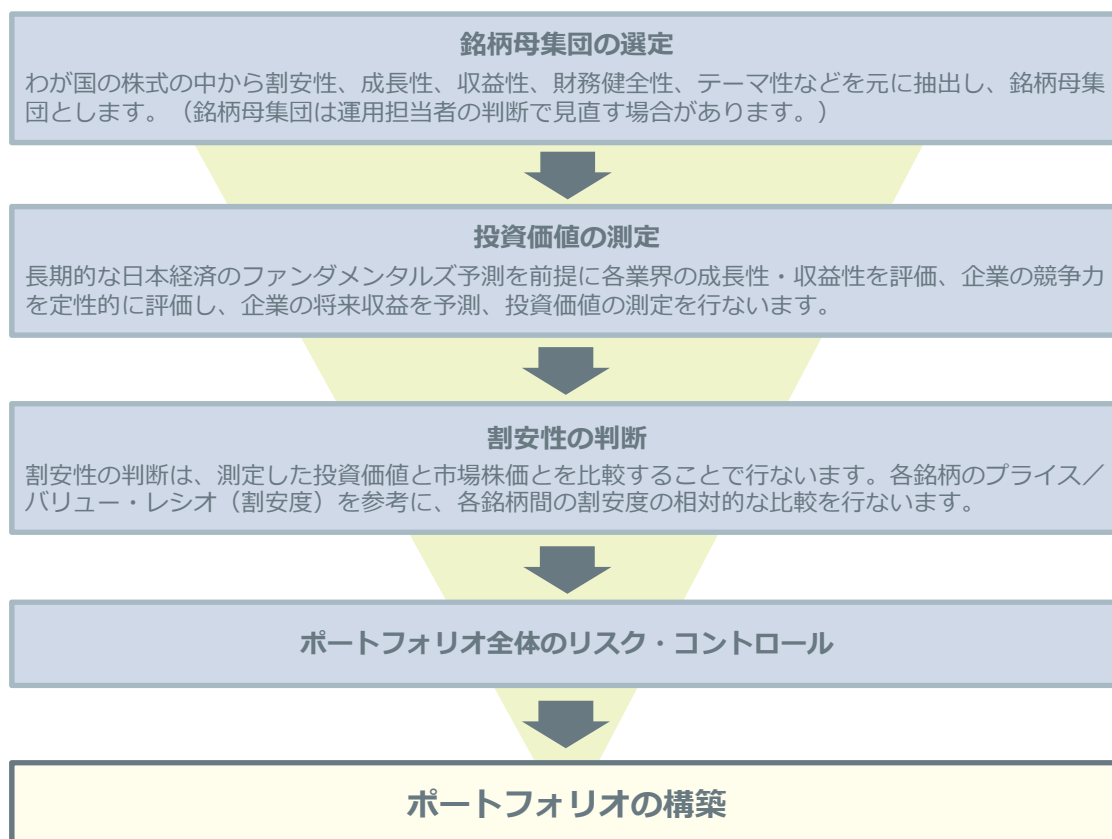 銘柄母集団の選定
わが国の株式の中から割安性、成長性、収益性、財務健全性、テーマ性などを元に抽出し、銘柄母集
団とします。（銘柄母集団は運用担当者の判断で見直す場合があります。）
投資価値の測定
長期的な日本経済のファンダメンタルズ予測を前提に各業界の成長性・収益性を評価、企業の競争力
を定性的に評価し、企業の将来収益を予測、投資価値の測定を行ないます。
割安性の判断
割安性の判断は、測定した投資価値と市場株価とを比較することで行ないます。各銘柄のプライス／
バリュー・レシオ（割安度）を参考に、各銘柄間の割安度の相対的な比較を行ないます。
ポートフォリオ全体のリスク・コントロール
ポートフォリオの構築